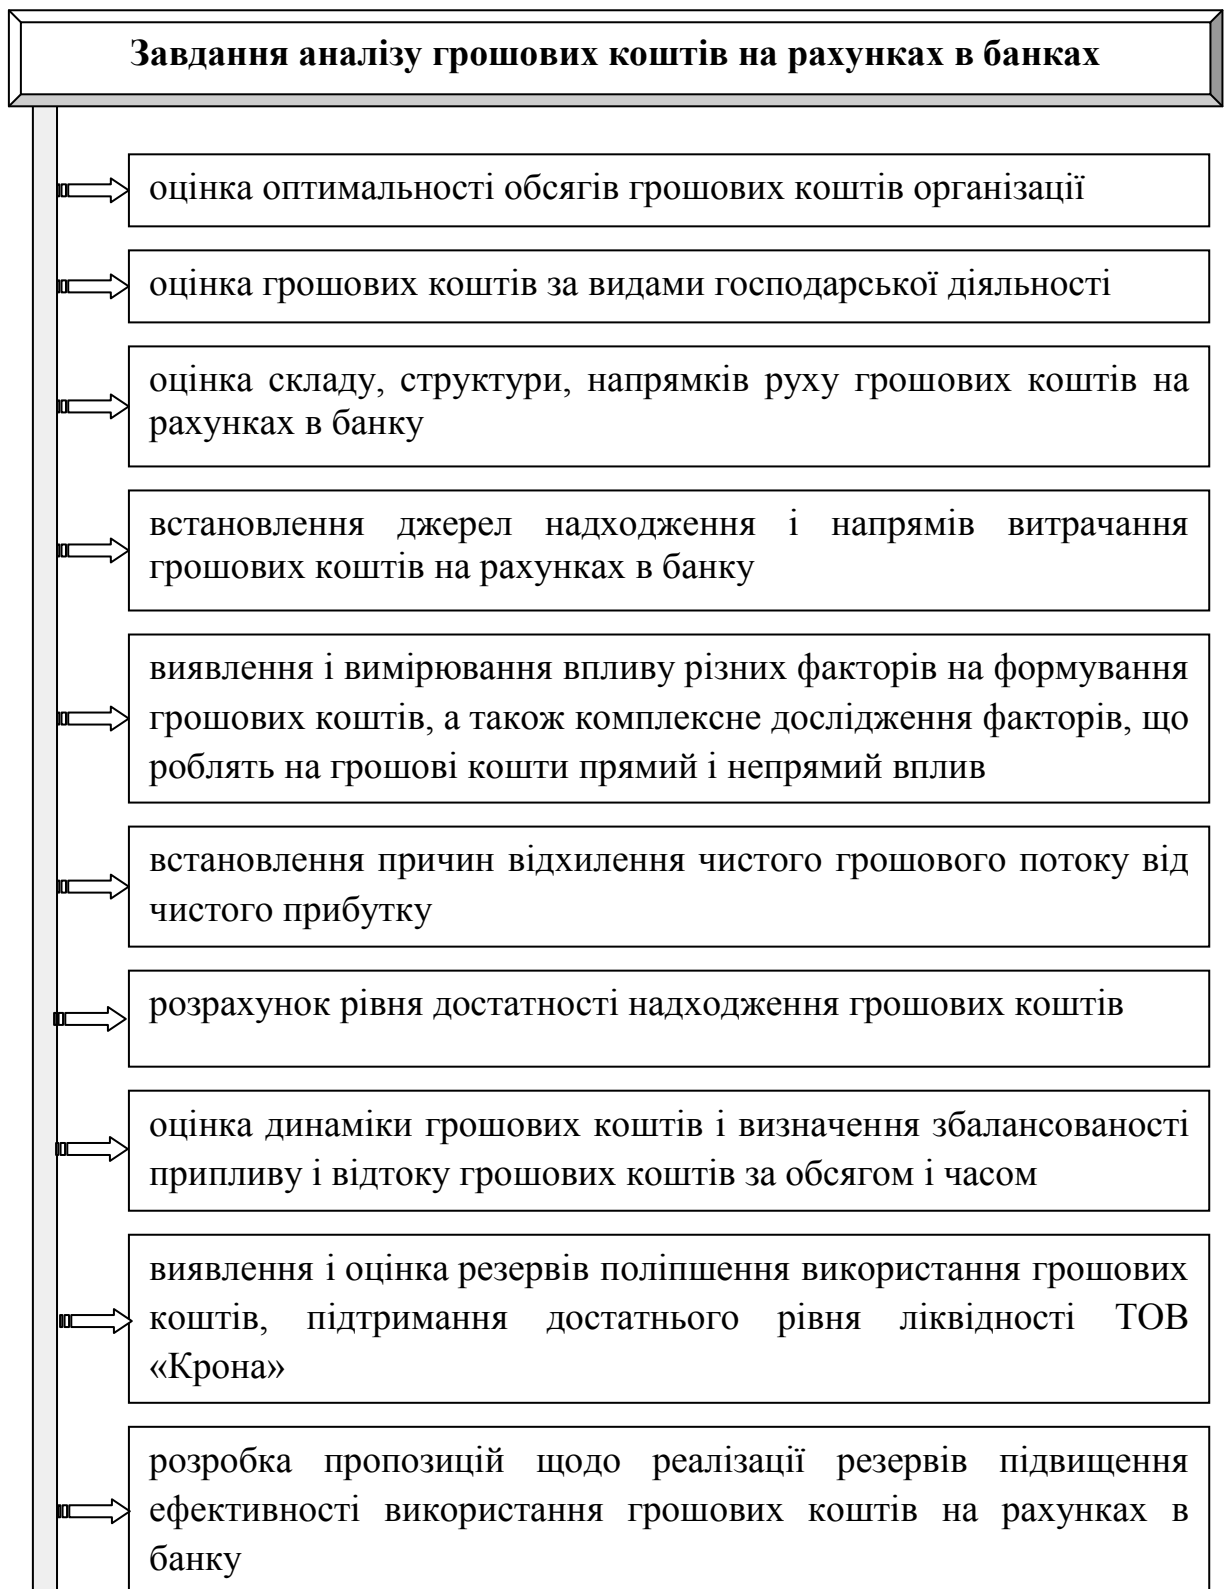 Завдання аналізу грошових коштів на рахунках в банках
оцінка оптимальності обсягів грошових коштів організації
оцінка грошових коштів за видами господарської діяльності
оцінка складу, структури, напрямків руху грошових коштів на
рахунках в банку
встановлення джерел надходження і напрямів витрачання
грошових коштів на рахунках в банку
виявлення і вимірювання впливу різних факторів на формування
грошових коштів, а також комплексне дослідження факторів, що
роблять на грошові кошти прямий і непрямий вплив
встановлення причин відхилення чистого грошового потоку від
чистого прибутку
розрахунок рівня достатності надходження грошових коштів
оцінка динаміки грошових коштів і визначення збалансованості
припливу і відтоку грошових коштів за обсягом і часом
виявлення і оцінка резервів поліпшення використання грошових
коштів, підтримання достатнього рівня ліквідності ТОВ
«Крона»
розробка пропозицій щодо реалізації резервів підвищення
ефективності використання грошових коштів на рахунках в
банку